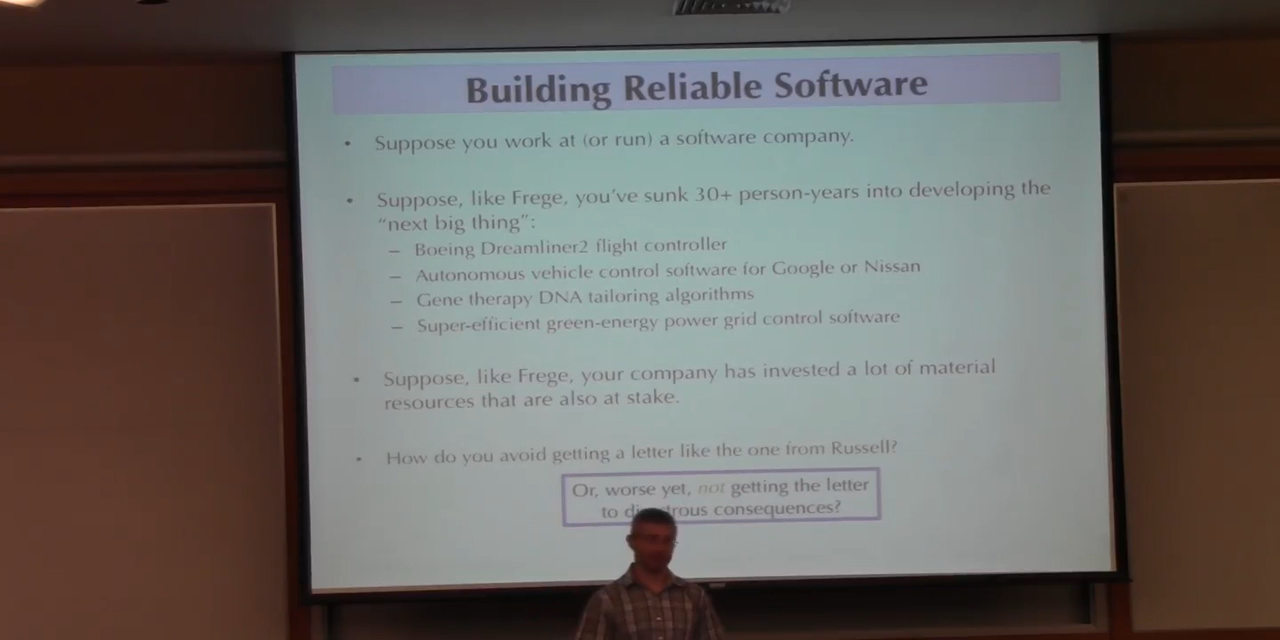 Building Reliable Software
• Suppose you work at (or run) a software company.
• Suppose, like Frege, you've sunk 30+ person-years into developing the
"next big thing":
– Boeing Dreamliner2 flight controller
– Autonomous vehicle control software for Google or Nissan
– Gene therapy DNA tailoring algorithms
– Super-efficient green-energy power grid control software
• Suppose, like Frege, your company has invested a lot of material
resources that are also at stake.
• How do you avoid getting a letter like the one from Russell?
Or, worse yet, not getting the letter
to consequences?